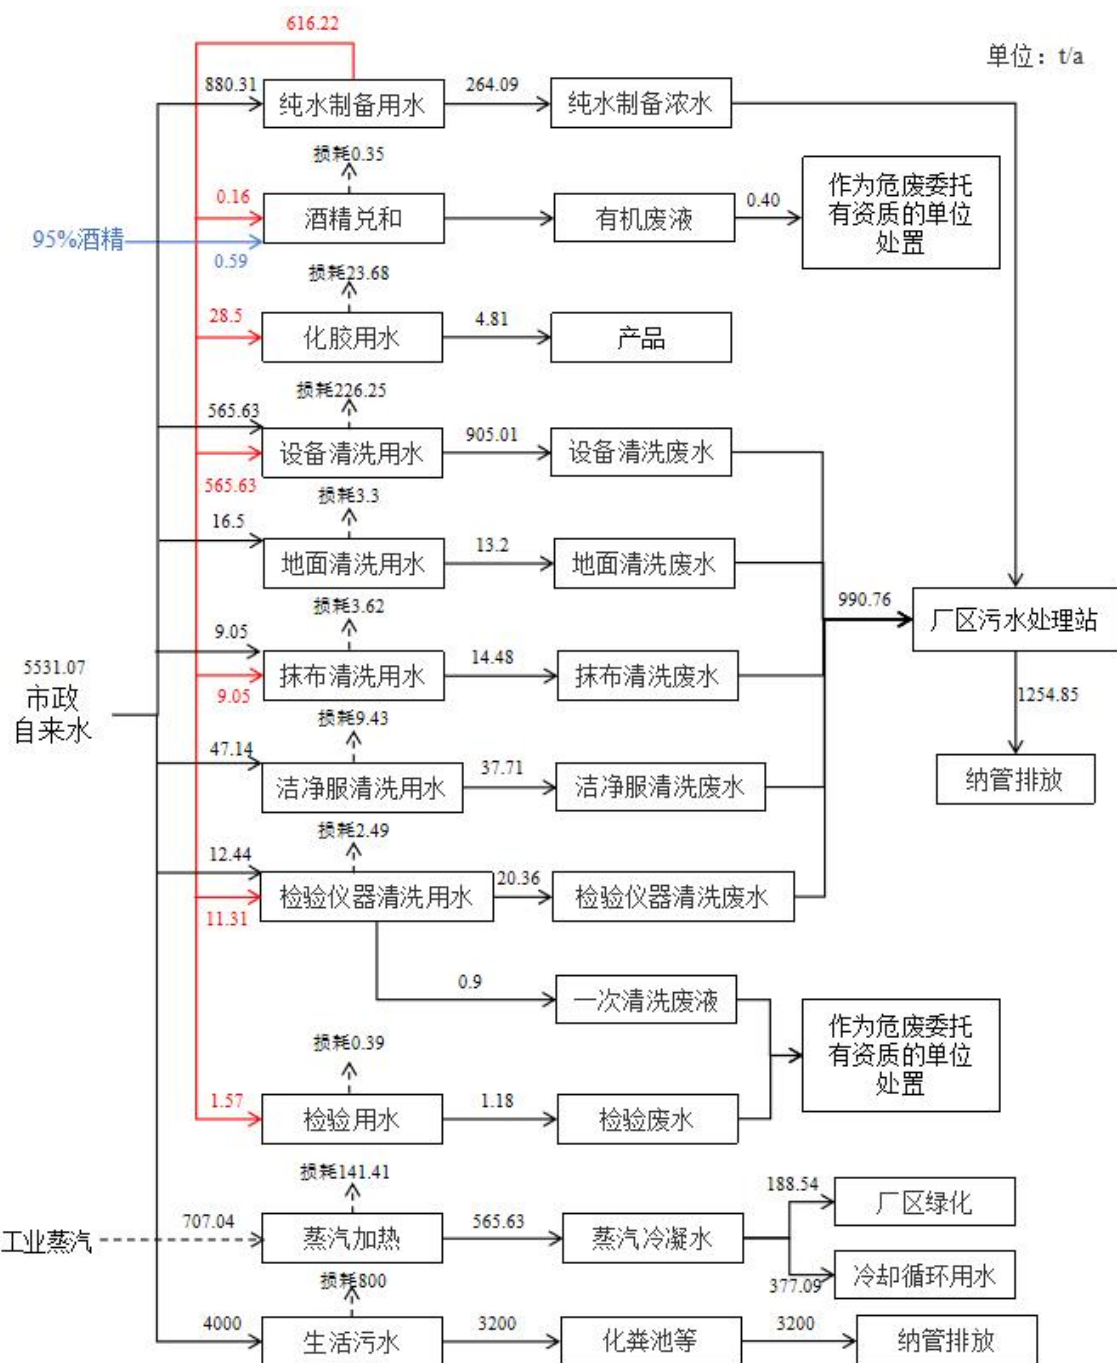 616.22
单位：t/a
880.31
纯水制备用水
264.09
纯水制备浓水
损耗0.35
0.16
酒精兑和
有机废液
0.40
作为危废委托
有资质的单位
处置
95%酒精
0.59
损耗23.68
28.5
化胶用水
4.81
产品
损耗226.25
565.63
设备清洗用水
905.01
设备清洗废水
565.63
损耗3.3
16.5
地面清洗用水
13.2
地面清洗废水
990.76
厂区污水处理站
损耗3.62
9.05
抹布清洗用水
14.48
抹布清洗废水
9.05
5531.07
市政
自来水
1254.85
纳管排放
损耗9.43
47.14
洁净服清洗用水
37.71
洁净服清洗废水
损耗2.49
12.44
检验仪器清洗用水
20.36
检验仪器清洗废水
11.31
0.9
一次清洗废液
作为危废委托
有资质的单位
处置
损耗0.39
1.57
检验用水
1.18
检验废水
损耗141.41
工业蒸汽
707.04
蒸汽加热
565.63
蒸汽冷凝水
188.54
厂区绿化
377.09
冷却循环用水
损耗800
4000
生活污水
3200
化粪池等
3200
纳管排放